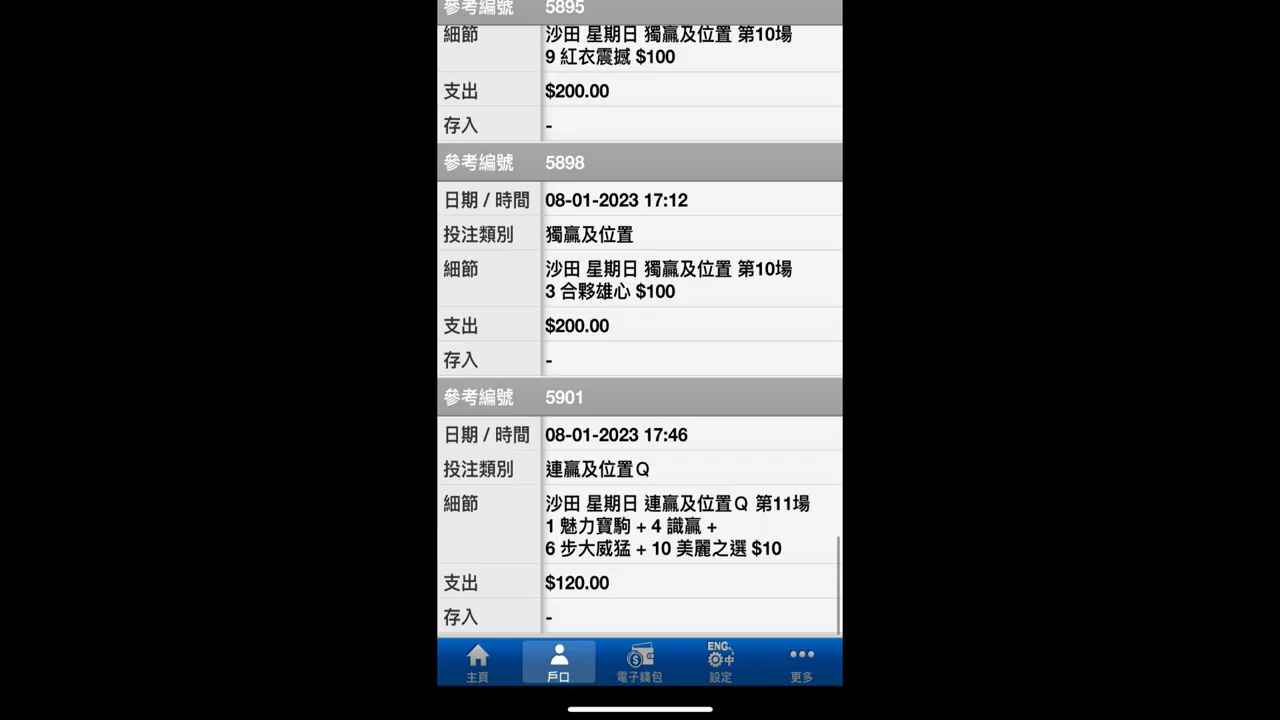 參考編號 5895
細節 沙田 星期日 獨贏及位置 第10場
9 紅衣震撼 $100
支出 $200.00
存入 -
參考編號 5898
日期 / 時間 08-01-2023 17:12
投注類別 獨贏及位置
細節 沙田 星期日 獨贏及位置 第10場
3 合夥雄心 $100
支出 $200.00
存入 -
參考編號 5901
日期 / 時間 08-01-2023 17:46
投注類別 連贏及位置Q
細節 沙田 星期日 連贏及位置Q 第11場
1 魅力寶駒 + 4 識贏 +
6 步大威猛 + 10 美麗之選 $10
支出 $120.00
存入 -
ENG 中
主頁 戶口 電子錢包 設定 更多